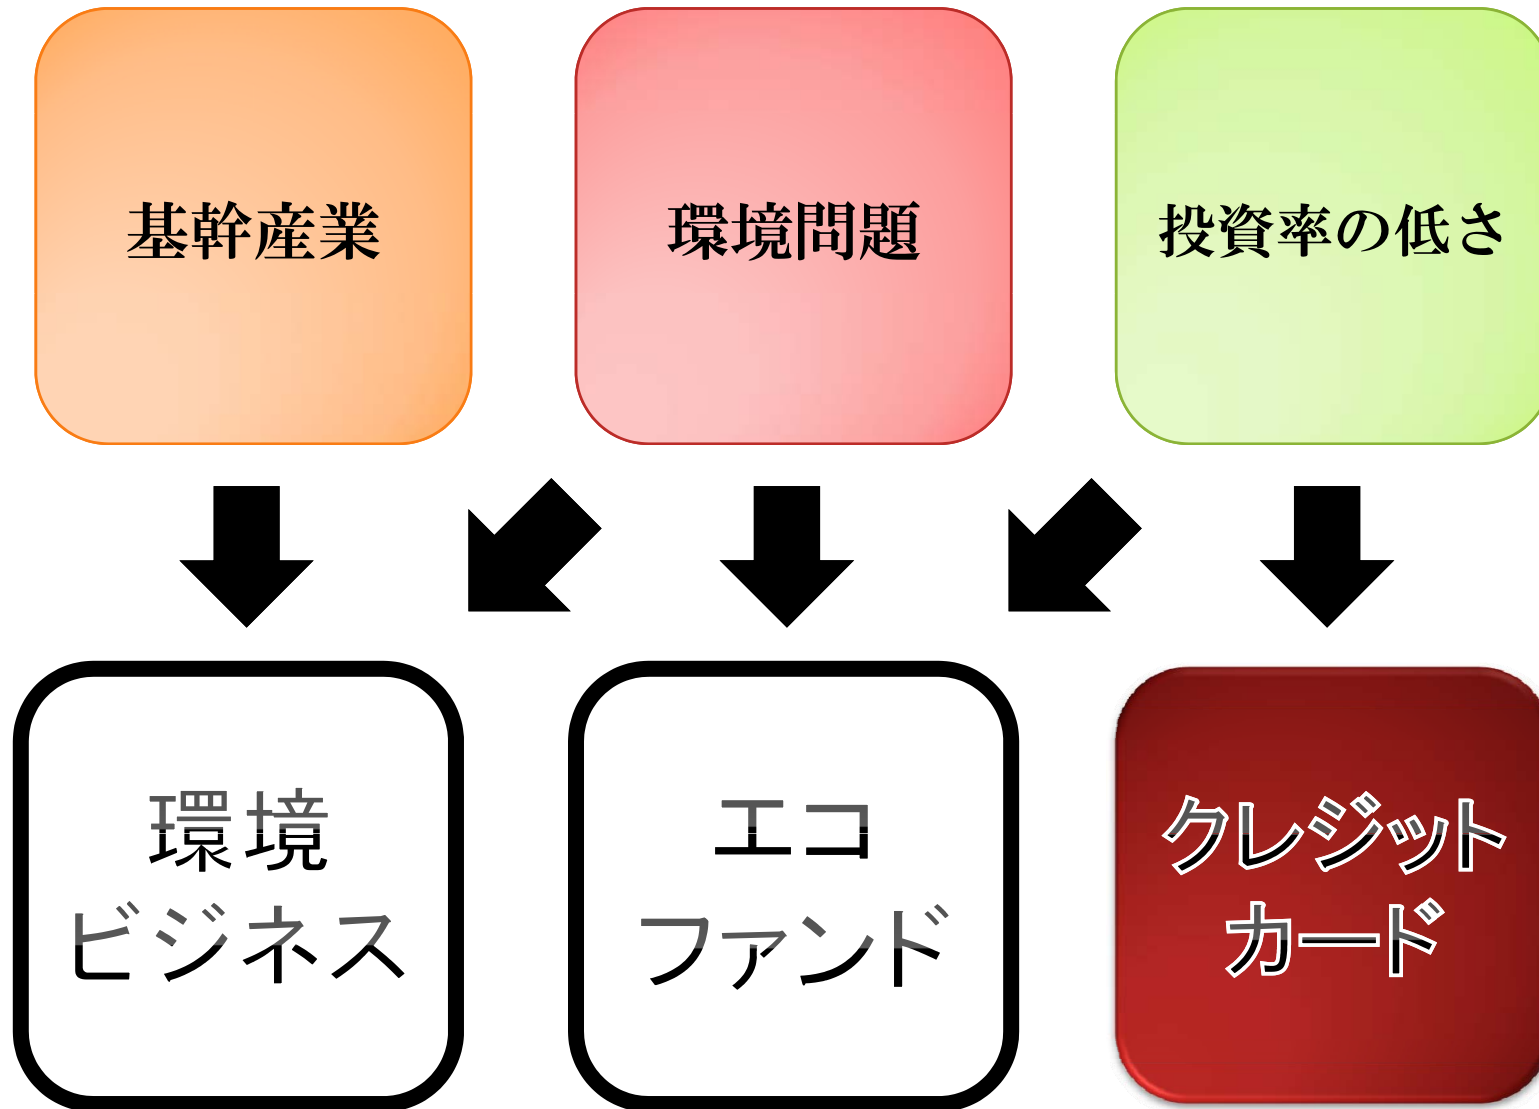 基幹産業
環境問題
投資率の低さ
環境
ビジネス
エコ
ファンド
クレジット
カード